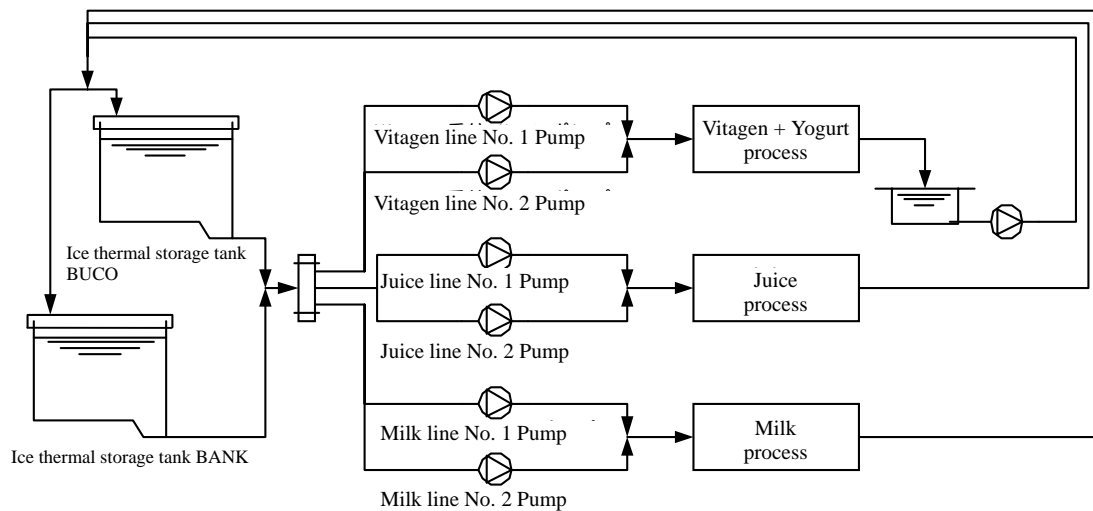 Vitagen line No. 1 Pump
Vitagen + Yogurt
process
Vitagen line No. 2 Pump
Ice thermal storage tank
BUCO
Juice line No. 1 Pump
Juice
process
Juice line No. 2 Pump
Milk line No. 1 Pump
Milk
process
Ice thermal storage tank BANK
Milk line No. 2 Pump